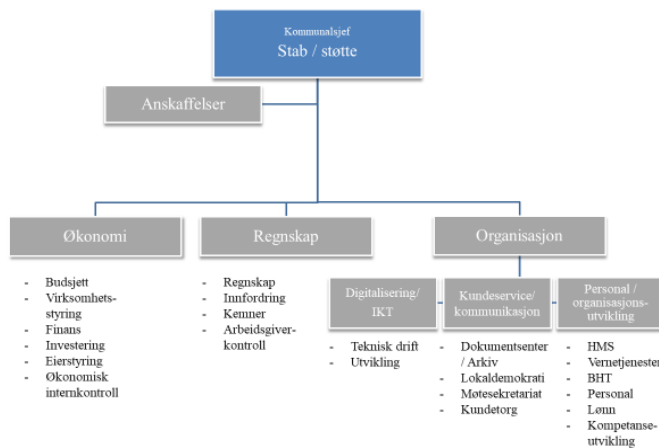 Kommunalsjef
Stab / støtte
Anskaffelser
Økonomi
Regnskap
Organisasjon
- Budsjett
- Virksomhets-
styring
- Finans
- Investering
- Eierstyring
- Økonomisk
internkontroll
- Regnskap
- Innfordring
- Kemner
- Arbeidsgiver-
kontroll
Digitalisering/
IKT
- Teknisk drift
- Utvikling
Kundeservice/
kommunikasjon
- Dokumentsenter
/ Arkiv
- Lokaldemokrati
- Møtesekretariat
- Kundetorg
Personal /
organisasjons-
utvikling
- HMS
- Vernetjenester
- BHT
- Personal
- Lønn
- Kompetanse-
utvikling